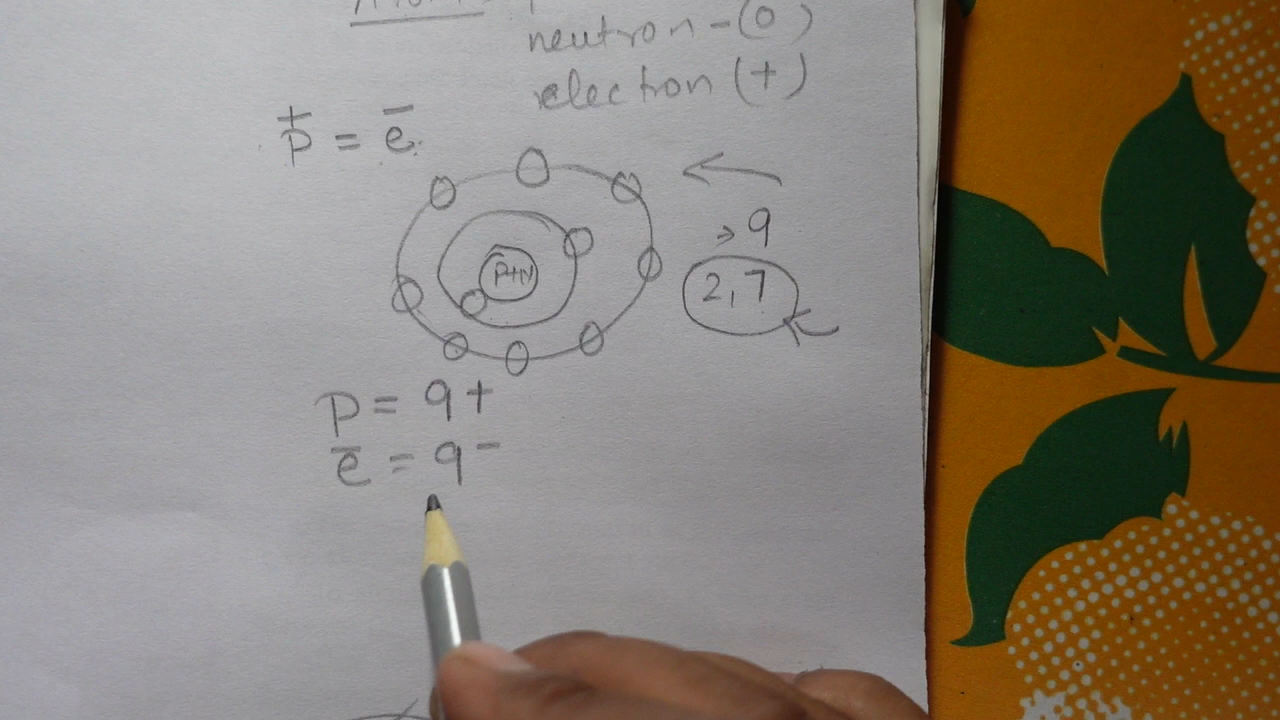 neutron - (0)
electron (+)
p̅⁺ = e̅
P+N
9
2,7
p = 9+
e̅ = 9-